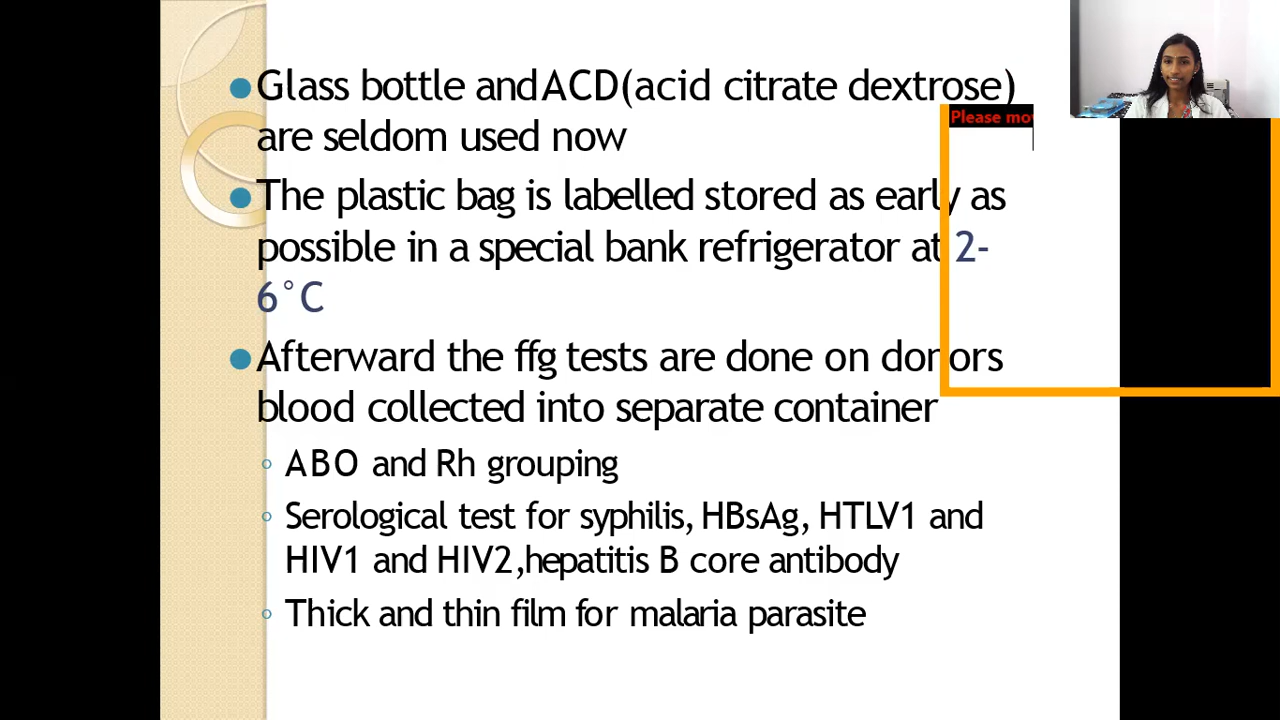 Glass bottle and ACD(acid citrate dextrose)
are seldom used now
Please mo
The plastic bag is labelled stored as early as
possible in a special bank refrigerator at 2-
6°C
Afterward the ffg tests are done on donors
blood collected into separate container
ABO and Rh grouping
Serological test for syphilis, HBsAg, HTLV1 and
HIV1 and HIV2,hepatitis B core antibody
Thick and thin film for malaria parasite